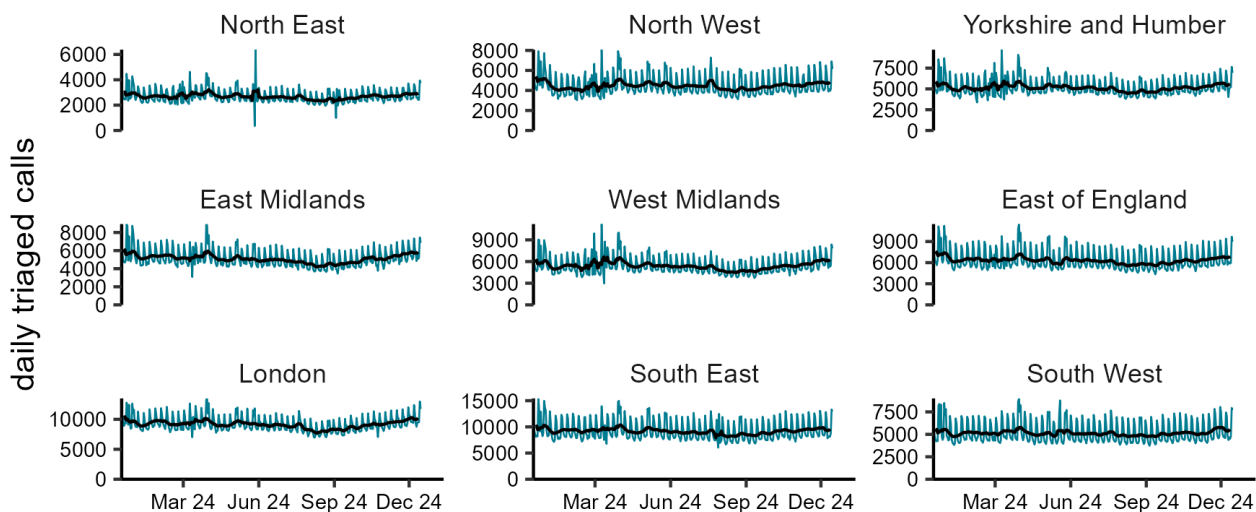 North East
North West
Yorkshire and Humber
6000
4000
2000
0
8000
6000
4000
2000
0
7500
5000
2500
0
East Midlands
West Midlands
East of England
8000
6000
4000
2000
0
9000
6000
3000
0
9000
6000
3000
0
daily triaged calls
London
South East
South West
10000
5000
0
15000
10000
5000
0
7500
5000
2500
0
Mar 24 Jun 24 Sep 24 Dec 24
Mar 24 Jun 24 Sep 24 Dec 24
Mar 24 Jun 24 Sep 24 Dec 24